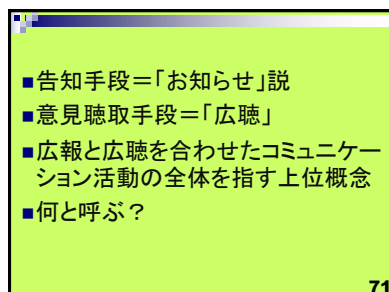 ■告知手段＝「お知らせ」説
■意見聴取手段＝「広聴」
■広報と広聴を合わせたコミュニケー
ション活動の全体を指す上位概念
■何と呼ぶ？
71